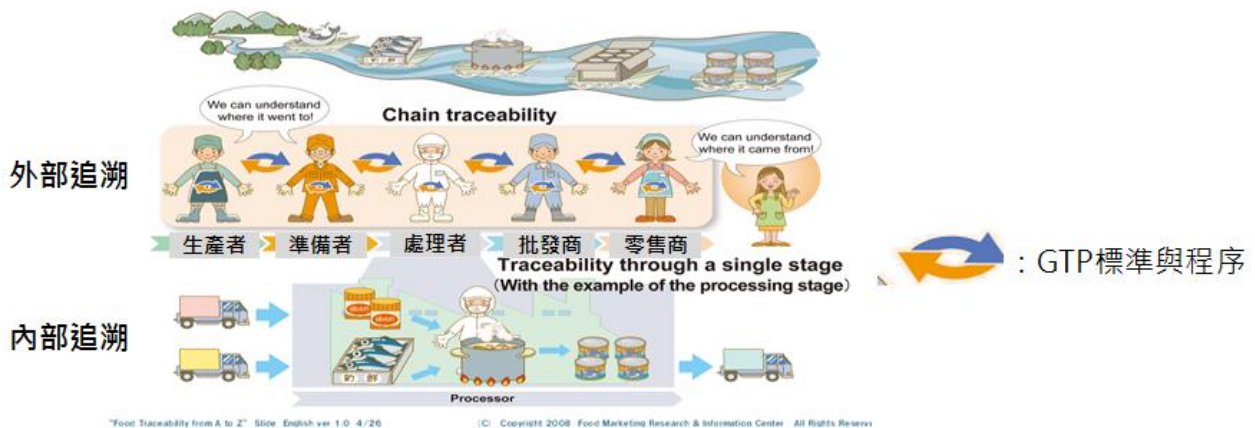 We can understand
where it went to!
Chain traceability
We can understand
where it came from!
外部追溯
生產者
準備者
處理者
批發商
零售商
Traceability through a single stage
(With the example of the processing stage)
：GTP標準與程序
內部追溯
釣鮮
Processor
"Food Traceability from A to Z" Slide English ver 1.0 4/26
(C) Copyright 2008 Food Marketing Research & Information Center All Rights Reserv